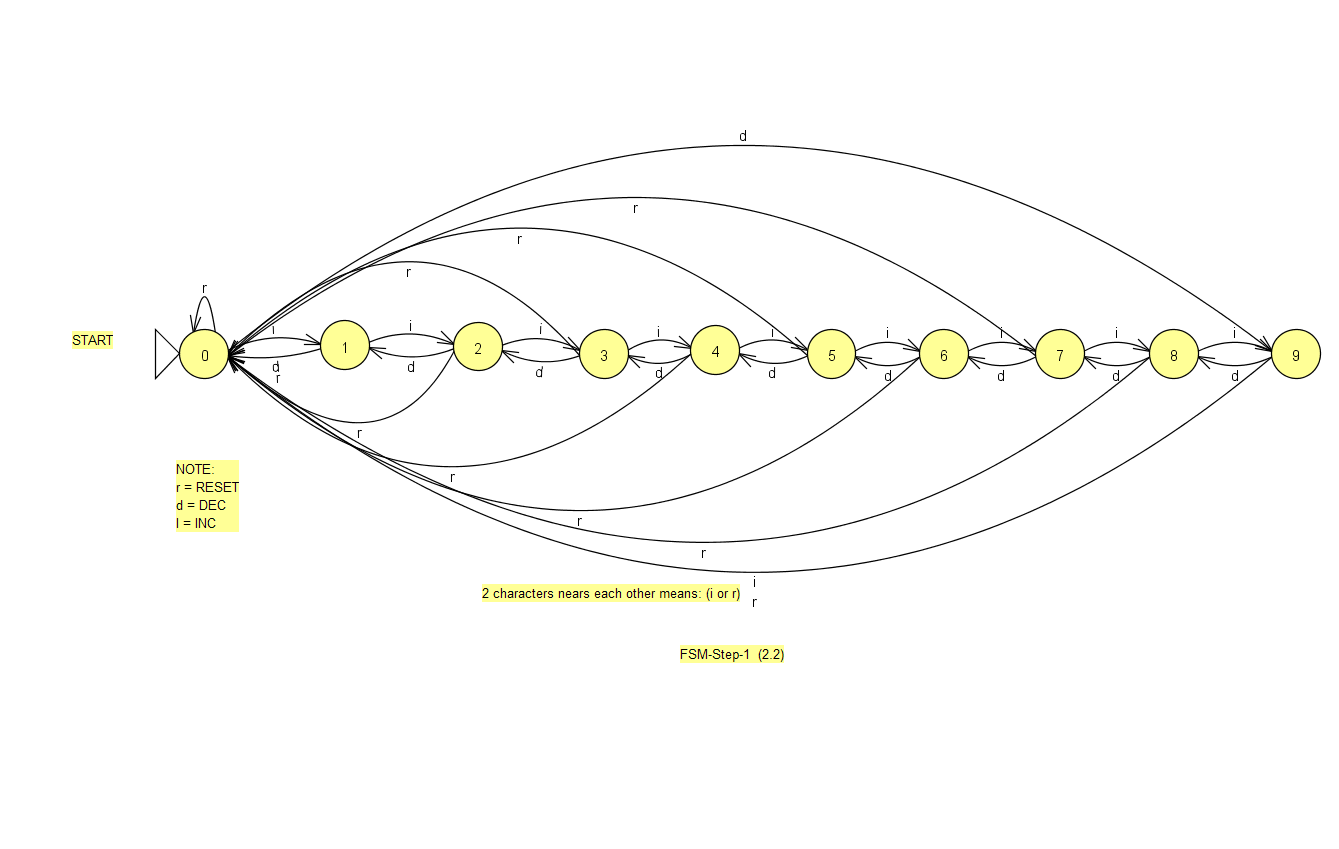 d
r
r
r
r
START
i
i
i
i
i
i
i
i
i
0
1
2
3
4
5
6
7
8
9
d
r
d
d
d
d
d
d
d
d
r
r
r
r
NOTE:
r = RESET
d = DEC
I = INC
i
r
2 characters nears each other means: (i or r)
FSM-Step-1 (2.2)